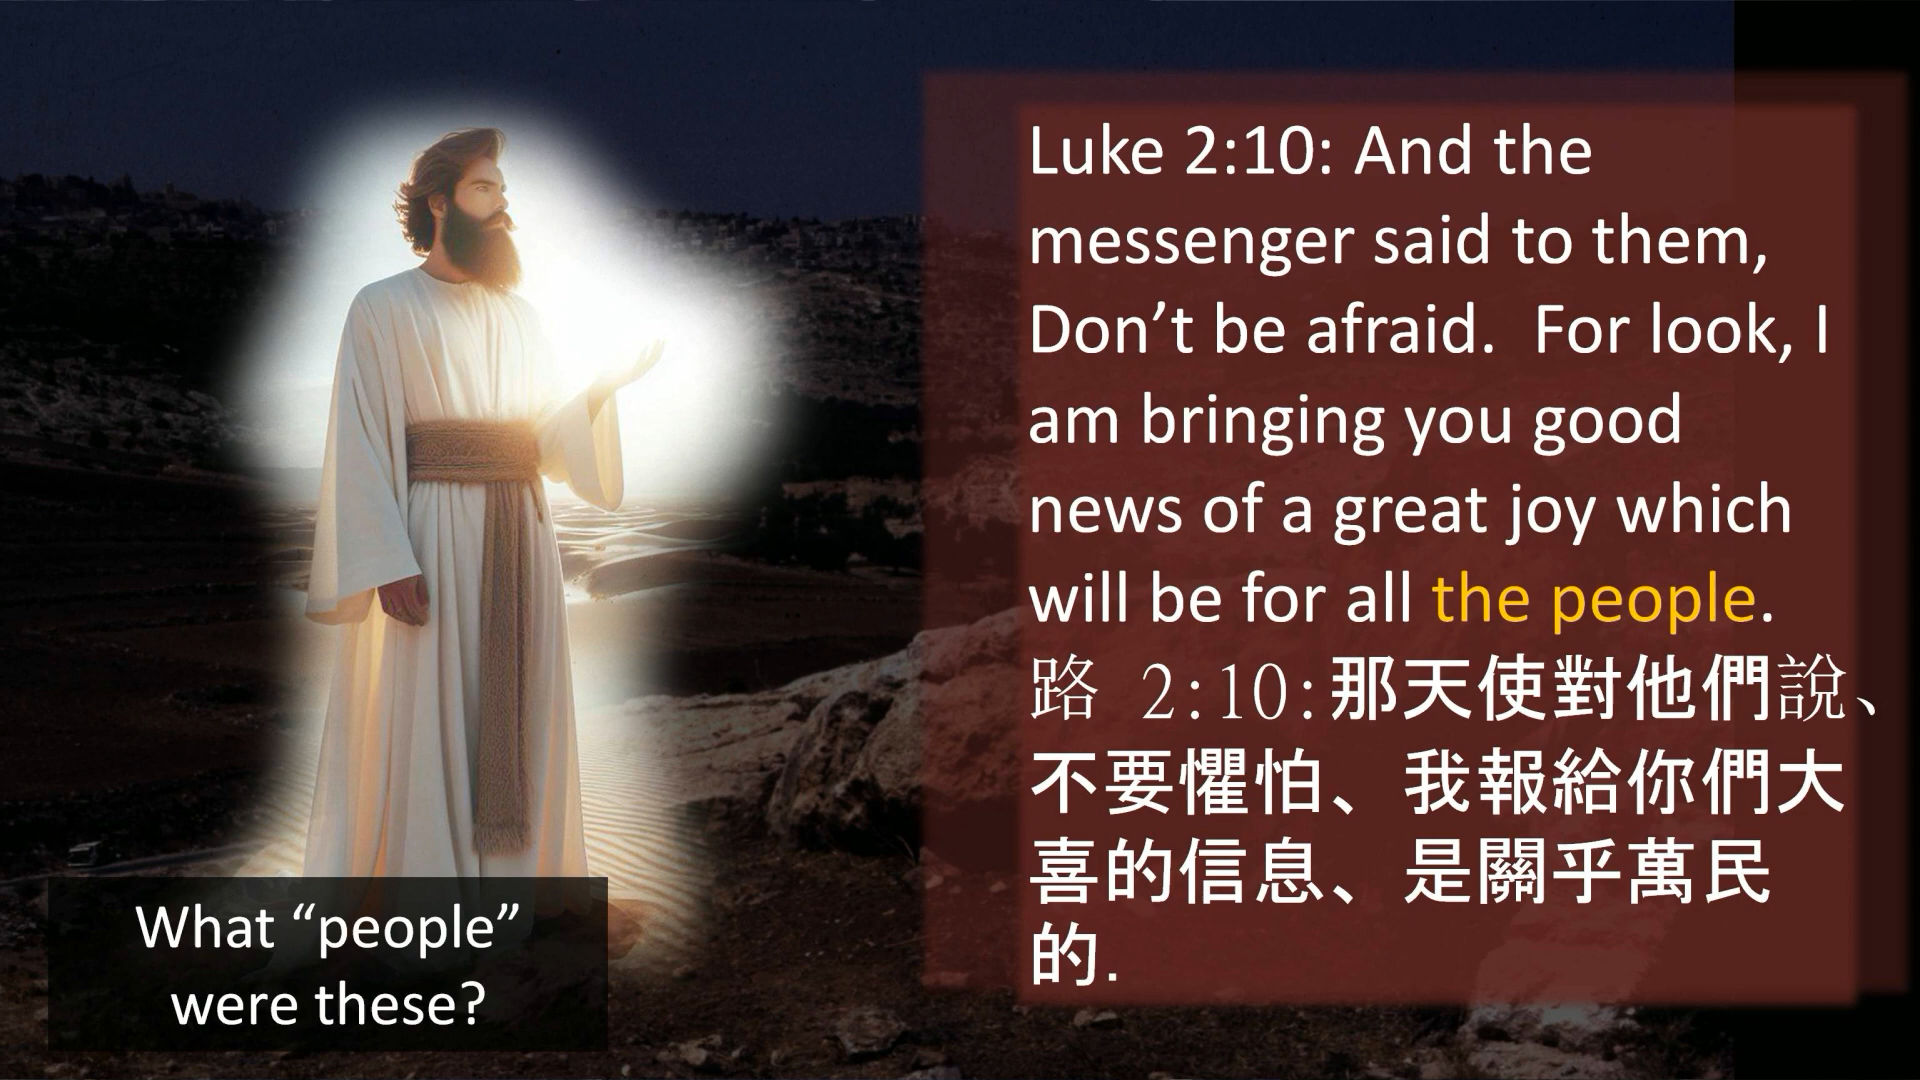 Luke 2:10: And the
messenger said to them,
Don’t be afraid.  For look, I
am bringing you good
news of a great joy which
will be for all the people.
路 2:10:那天使對他們說、
不要懼怕、我報給你們大
喜的信息、是關乎萬民
的.
What “people”
were these?